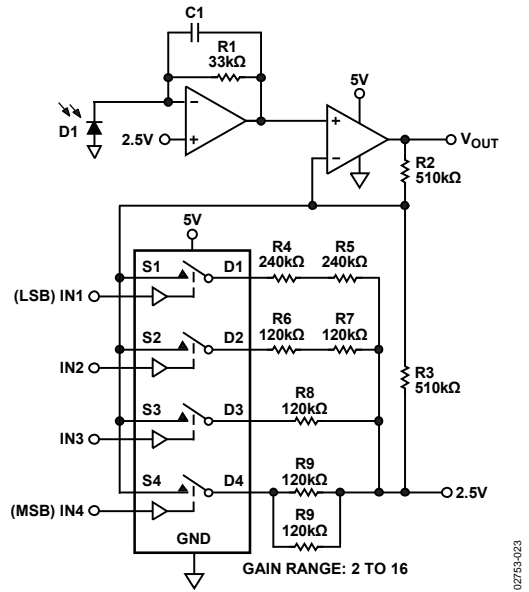 C1
R1
33kΩ
D1
2.5V
5V
VOUT
R2
510kΩ
5V
S1
D1
R4
240kΩ
R5
240kΩ
(LSB) IN1
S2
D2
R6
120kΩ
R7
120kΩ
IN2
R3
510kΩ
S3
D3
R8
120kΩ
IN3
S4
D4
R9
120kΩ
2.5V
(MSB) IN4
R9
120kΩ
GND
GAIN RANGE: 2 TO 16
02753-023